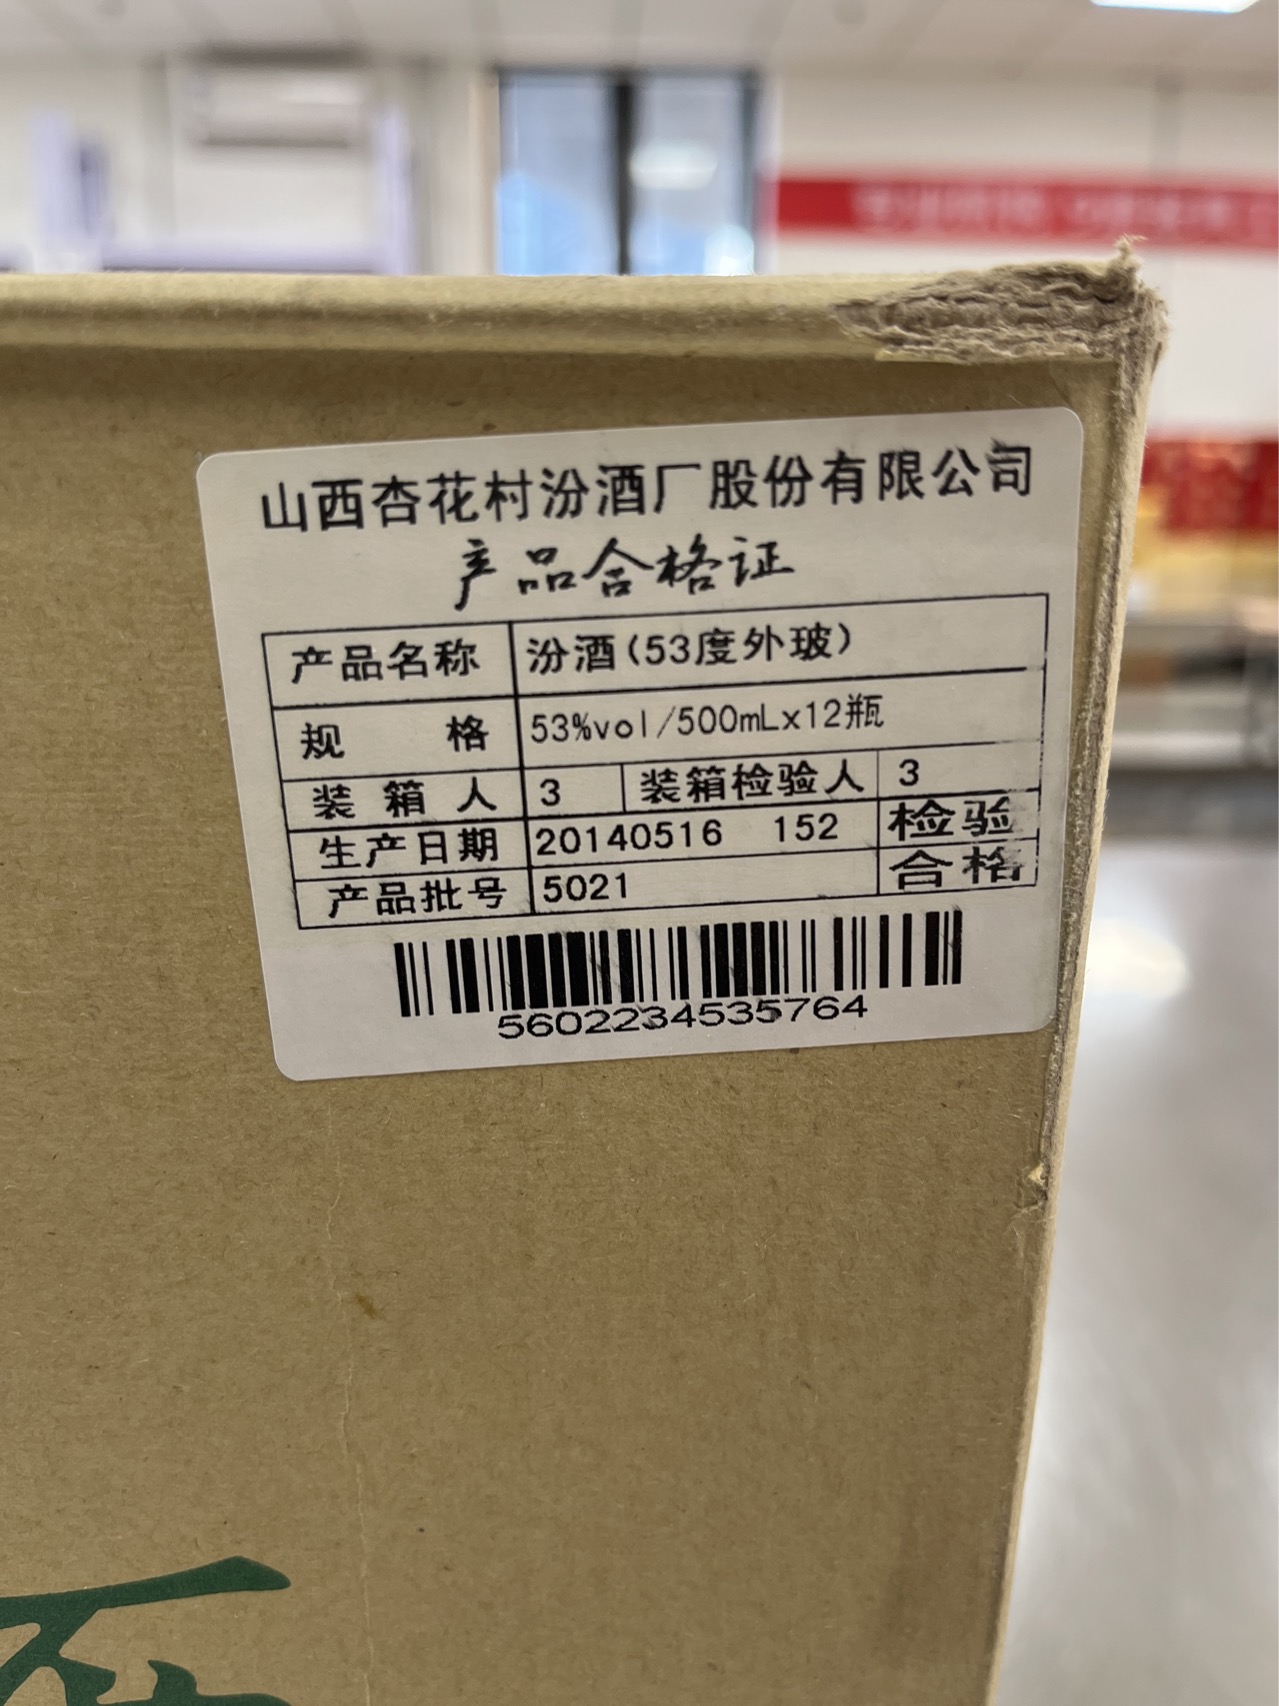 山西杏花村汾酒厂股份有限公司
产品合格证
产品名称 汾酒(53度外玻)
规 格 53%vol/500mLx12瓶
装 箱 人 3 装箱检验人 3
生产日期 20140516 152 检验
产品批号 5021 合格
5602234535764